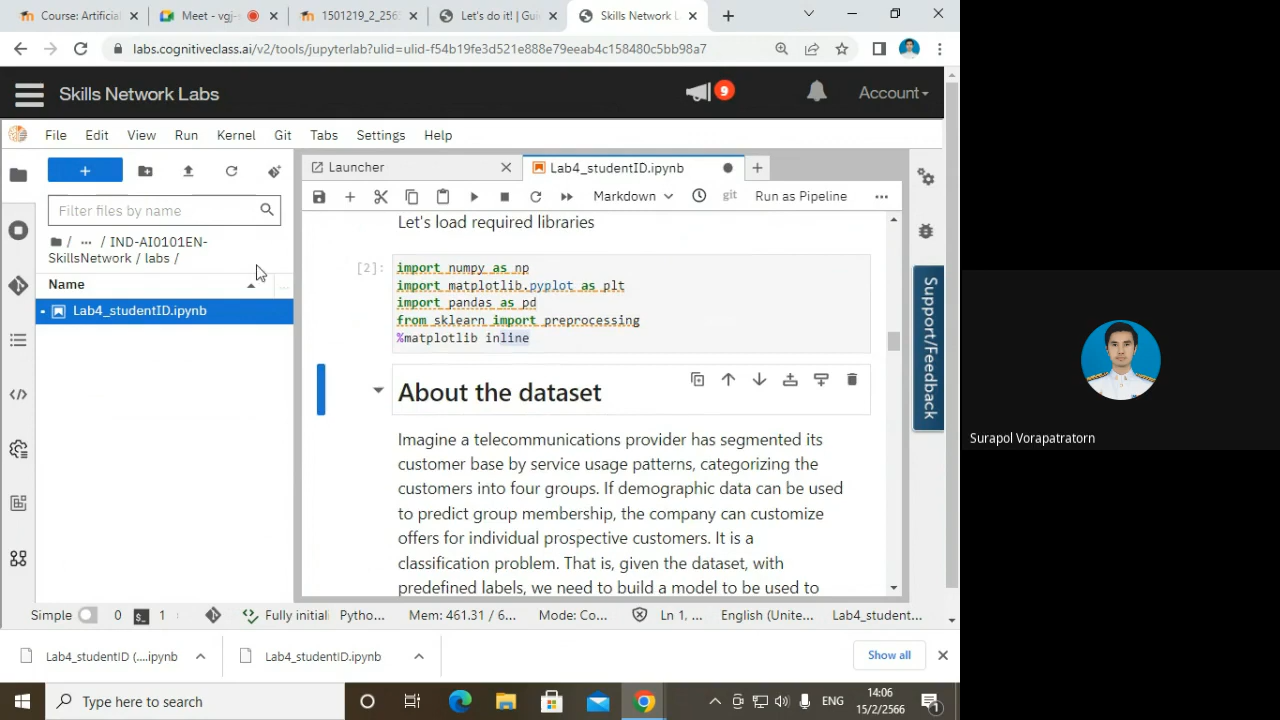 Course: Artificia
Meet - vgj-s
1501219_2_256
Let's do it! | Gui
Skills Network L
labs.cognitiveclass.ai/v2/tools/jupyterlab?ulid=ulid-f54b19fe3d521e888e79eeab4c158480c5bb98a7
Skills Network Labs
9
Account
File Edit View Run Kernel Git Tabs Settings Help
Launcher
Lab4_studentID.ipynb
Filter files by name
Markdown
git
Run as Pipeline
/ ... / IND-AI0101EN-
SkillsNetwork / labs /
Name
Lab4_studentID.ipynb
Let's load required libraries
[2]:
import numpy as np
import matplotlib.pyplot as plt
import pandas as pd
from sklearn import preprocessing
%matplotlib inline
About the dataset
Imagine a telecommunications provider has segmented its
customer base by service usage patterns, categorizing the
customers into four groups. If demographic data can be used
to predict group membership, the company can customize
offers for individual prospective customers. It is a
classification problem. That is, given the dataset, with
predefined labels, we need to build a model to be used to
Support/Feedback
Surapol Vorapatratorn
Simple 0 $_ 1 Fully initial Pytho... Mem: 461.31 / 6... Mode: Co... Ln 1, ... English (Unite... Lab4_student...
Lab4_studentID (....ipynb
Lab4_studentID.ipynb
Show all
Type here to search
ENG
14:06
15/2/2566
1